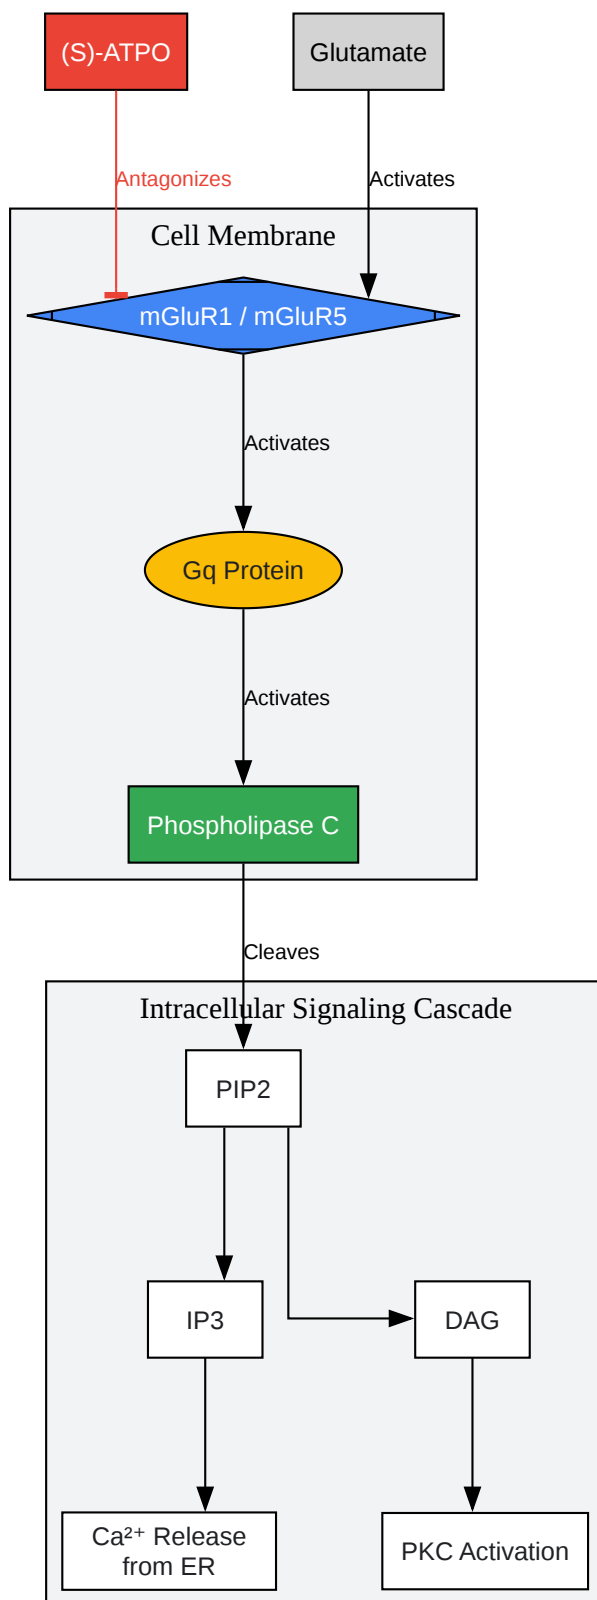 (S)-ATPO
Glutamate
Antagonizes
Activates
Cell Membrane
mGluR1 / mGluR5
Activates
Gq Protein
Activates
Phospholipase C
Cleaves
Intracellular Signaling Cascade
PIP2
IP3
DAG
Ca²⁺ Release
from ER
PKC Activation